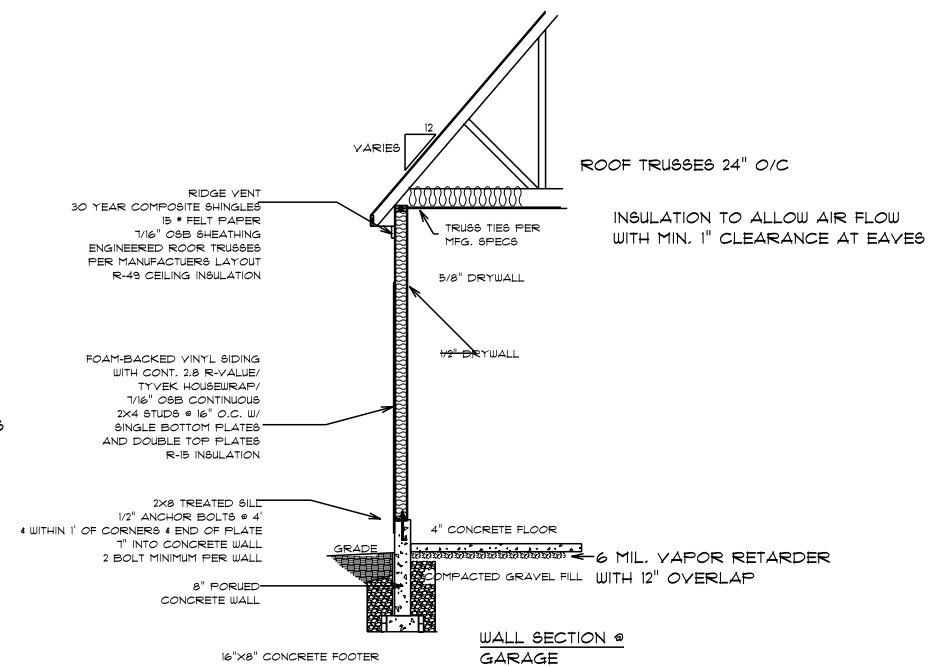 12
VARIES
ROOF TRUSSES 24" O/C
RIDGE VENT
30 YEAR COMPOSITE SHINGLES
15 # FELT PAPER
7/16" OSB SHEATHING
ENGINEERED ROOR TRUSSES
PER MANUFACTUERS LAYOUT
R-49 CEILING INSULATION
INSULATION TO ALLOW AIR FLOW
WITH MIN. 1" CLEARANCE AT EAVES
TRUSS TIES PER
MFG. SPECS
5/8" DRYWALL
1/2" DRYWALL
FOAM-BACKED VINYL SIDING
WITH CONT. 2.8 R-VALUE/
TYVEK HOUSEWRAP/
7/16" OSB CONTINUOUS
2X4 STUDS @ 16" O.C. W/
SINGLE BOTTOM PLATES
AND DOUBLE TOP PLATES
R-15 INSULATION
S
2X8 TREATED SILL
1/2" ANCHOR BOLTS @ 4'
& WITHIN 1' OF CORNERS & END OF PLATE
7" INTO CONCRETE WALL
2 BOLT MINIMUM PER WALL
4" CONCRETE FLOOR
GRADE
6 MIL. VAPOR RETARDER
WITH 12" OVERLAP
COMPACTED GRAVEL FILL
8" PORUED
CONCRETE WALL
WALL SECTION @
GARAGE
16"X8" CONCRETE FOOTER